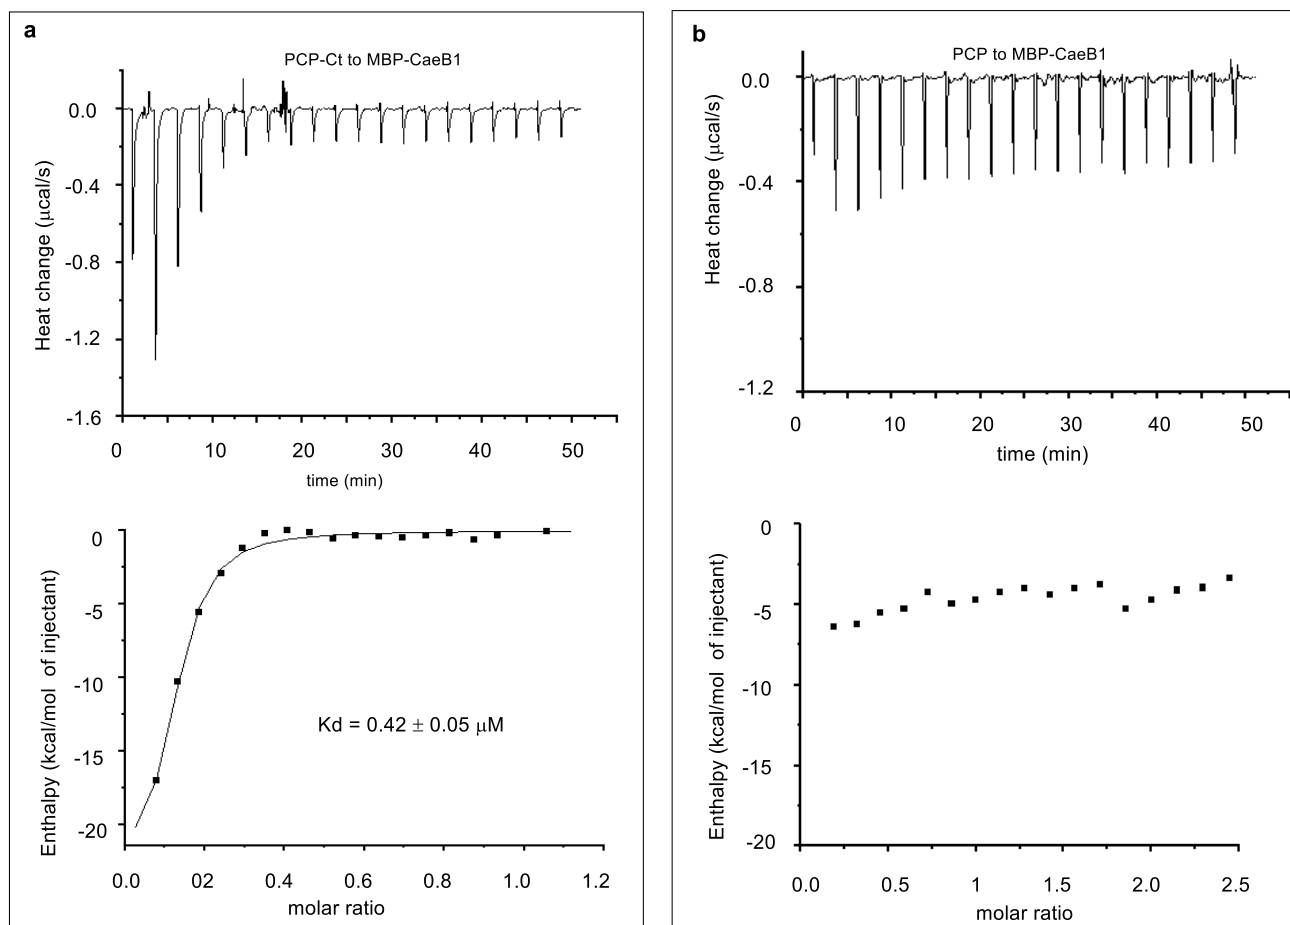 a
PCP-Ct to MBP-CaeB1
0.0
-0.4
-0.8
-1.2
-1.6
Heat change (μcal/s)
0 10 20 30 40 50
time (min)
0
-5
-10
-15
-20
Enthalpy (kcal/mol of injectant)
Kd = 0.42 ± 0.05 μM
0.0 02 0.4 0.6 0.8 1.0 1.2
molar ratio
b
PCP to MBP-CaeB1
0.0
-0.4
-0.8
-1.2
Heat change (μcal/s)
0 10 20 30 40 50
time (min)
0
-5
-10
-15
-20
Enthalpy (kcal/mol of injectant)
0.0 0.5 1 1.5 2.0 2.5
molar ratio